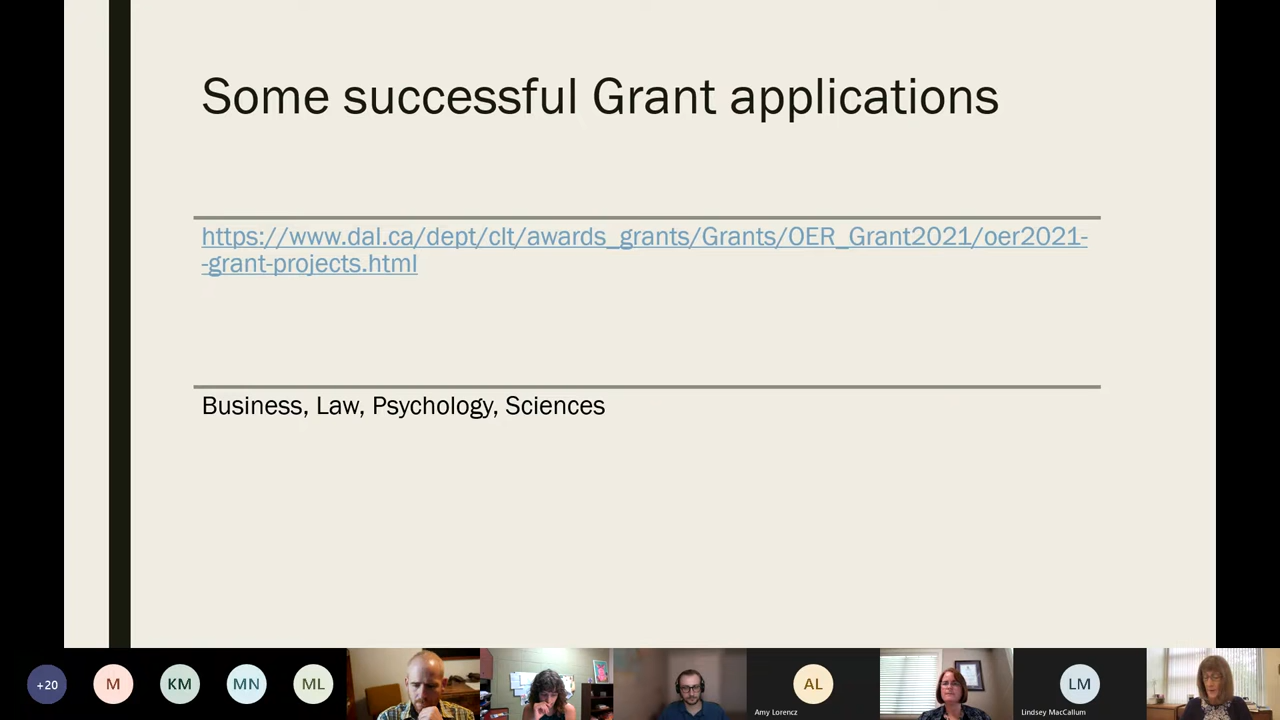 Some successful Grant applications
https://www.dal.ca/dept/clt/awards_grants/Grants/OER_Grant2021/oer2021-
-grant-projects.html
Business, Law, Psychology, Sciences
+20
M
KM
MN
ML
AL
LM
Amy Lorencz
Lindsey MacCallum